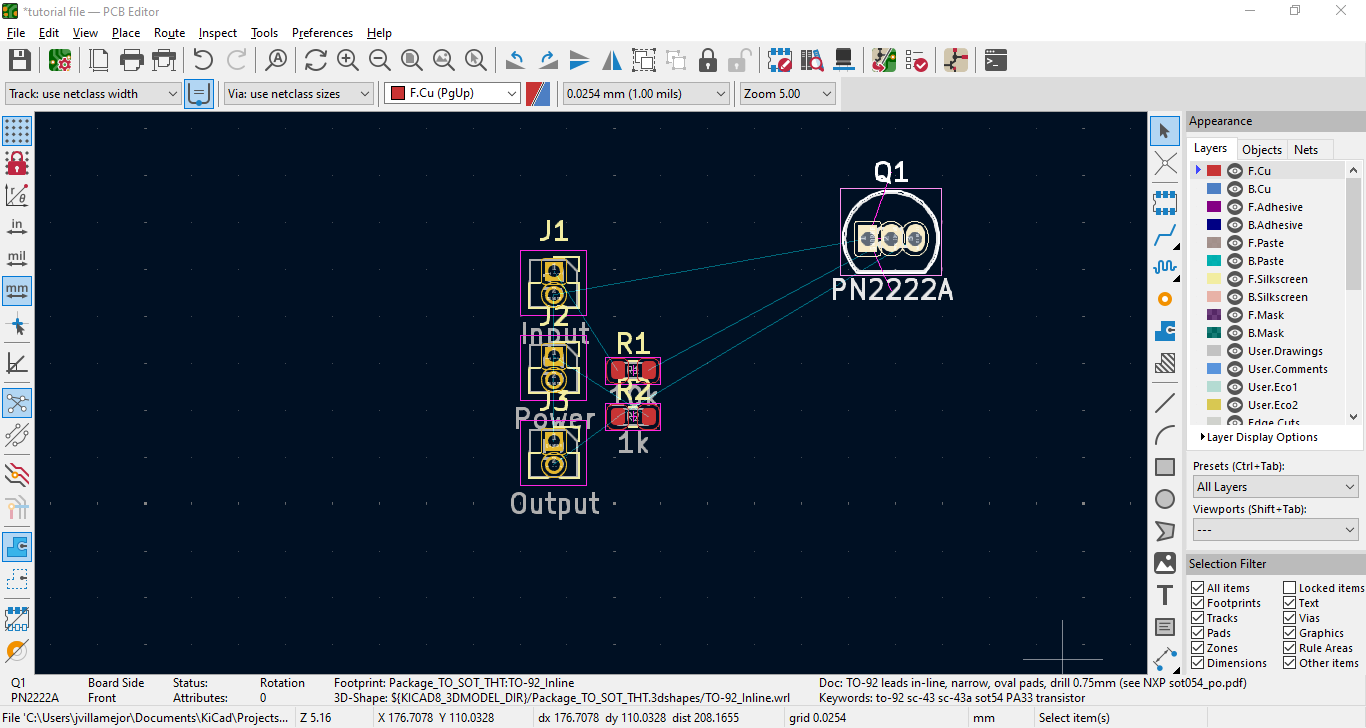 *tutorial file — PCB Editor
File Edit View Place Route Inspect Tools Preferences Help
Track: use netclass width Via: use netclass sizes F.Cu (PgUp) 0.0254 mm (1.00 mils) Zoom 5.00
in
mil
mm
Q1
PN2222A
J1
Input
J2
Power
J3
Output
R1
10k
R2
1k
Appearance
Layers Objects Nets
F.Cu
B.Cu
F.Adhesive
B.Adhesive
F.Paste
B.Paste
F.Silkscreen
B.Silkscreen
F.Mask
B.Mask
User.Drawings
User.Comments
User.Eco1
User.Eco2
Edge.Cuts
Layer Display Options
Presets (Ctrl+Tab):
All Layers
Viewports (Shift+Tab):
---
Selection Filter
All items Locked items
Footprints Text
Tracks Vias
Pads Graphics
Zones Rule Areas
Dimensions Other items
Q1 Board Side Status: Rotation Footprint: Package_TO_SOT_THT:TO-92_Inline Doc: TO-92 leads in-line, narrow, oval pads, drill 0.75mm (see NXP sot054_po.pdf)
PN2222A Front Attributes: 0 3D-Shape: ${KICAD8_3DMODEL_DIR}/Package_TO_SOT_THT.3dshapes/TO-92_Inline.wrl Keywords: to-92 sc-43 sc-43a sot54 PA33 transistor
File 'C:\Users\jvillamejor\Documents\KiCad\Projects... Z 5.16 X 176.7078 Y 110.0328 dx 176.7078 dy 110.0328 dist 208.1655 grid 0.0254 mm Select item(s)